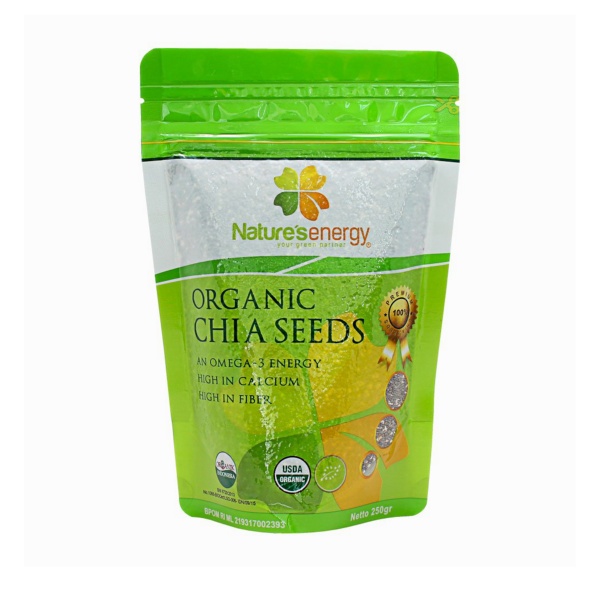 Nature'senergy®
your green partner
ORGANIC
CHIA SEEDS
AN OMEGA-3 ENERGY
HIGH IN CALCIUM
HIGH IN FIBER
PREMIUM
100%
USDA
ORGANIC
BPOM RI ML 219317002393
Netto 250gr